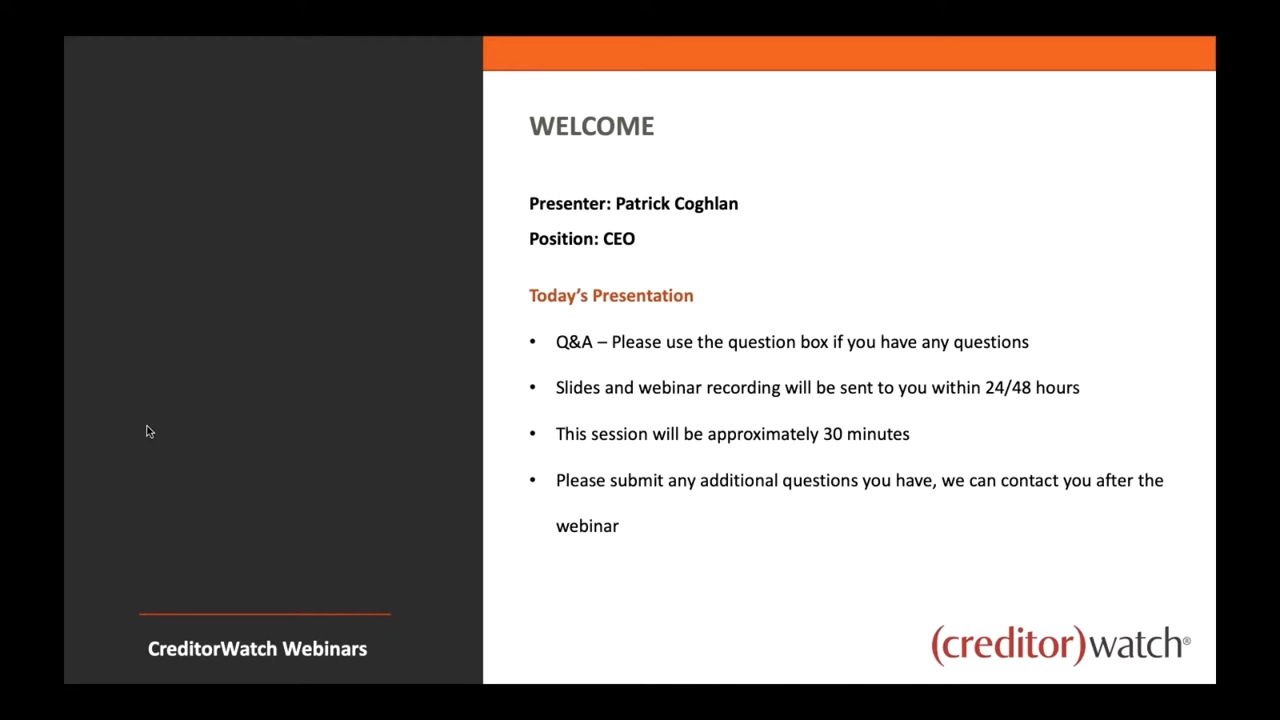 WELCOME
Presenter: Patrick Coghlan
Position: CEO
Today’s Presentation
• Q&A – Please use the question box if you have any questions
• Slides and webinar recording will be sent to you within 24/48 hours
• This session will be approximately 30 minutes
• Please submit any additional questions you have, we can contact you after the
webinar
CreditorWatch Webinars
(creditor)watch®